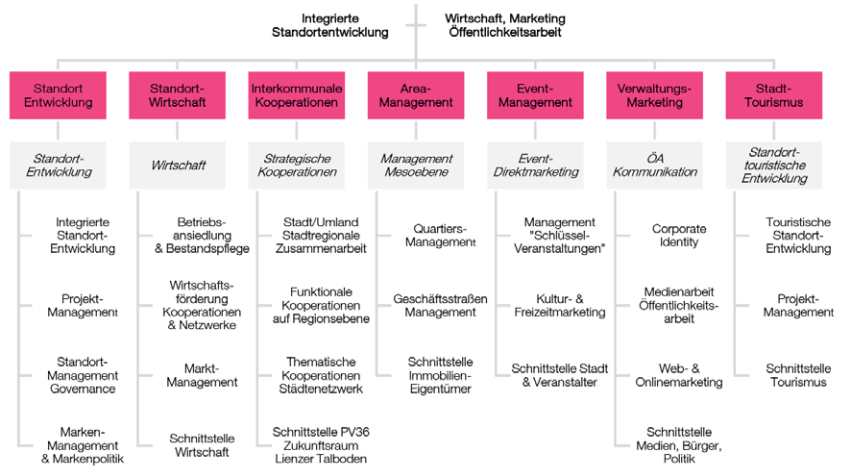 Integrierte
Standortentwicklung
Wirtschaft, Marketing
Öffentlichkeitsarbeit
Standort
Entwicklung
Standort-
Wirtschaft
Interkommunale
Kooperationen
Area-
Management
Event-
Management
Verwaltungs-
Marketing
Stadt-
Tourismus
Standort-
Entwicklung
Wirtschaft
Strategische
Kooperationen
Management
Mesoebene
Event-
Direktmarketing
ÖA
Kommunikation
Standort-
touristische
Entwicklung
Integrierte
Standort-
Entwicklung
Projekt-
Management
Standort-
Management
Governance
Marken-
Management
& Markenpolitik
Betriebs-
ansiedlung
& Bestandspflege
Wirtschafts-
förderung
Kooperationen
& Netzwerke
Markt-
Management
Schnittstelle
Wirtschaft
Stadt/Umland
Stadtregionale
Zusammenarbeit
Funktionale
Kooperationen
auf Regionsebene
Thematische
Kooperationen
Städtenetzwerk
Schnittstelle PV36
Zukunftsraum
Lienzer Talboden
Quartiers-
Management
Geschäftsstraßen
Management
Schnittstelle
Immobilien-
Eigentümer
Management
"Schlüssel-
Veranstaltungen"
Kultur- &
Freizeitmarketing
Schnittstelle Stadt
& Veranstalter
Corporate
Identity
Medienarbeit
Öffentlichkeits-
arbeit
Web- &
Onlinemarketing
Schnittstelle
Medien, Bürger,
Politik
Touristische
Standort-
Entwicklung
Projekt-
Management
Schnittstelle
Tourismus